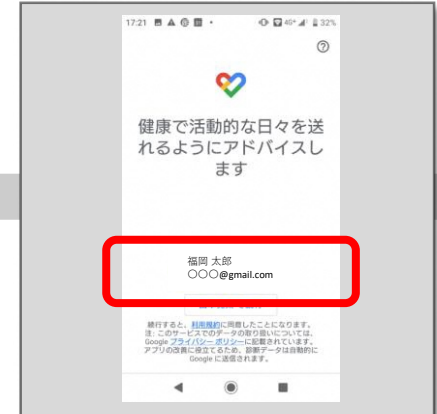 17:21
4G+
32%
健康で活動的な日々を送
れるようにアドバイスし
ます
福岡 太郎
〇〇〇@gmail.com
続行すると、利用規約に同意したことになります。
注: このサービスでのデータの取り扱いについては、
Google プライバシー ポリシーに記載されています。
アプリの改善に役立てるため、診断データは自動的に
Google に送信されます。